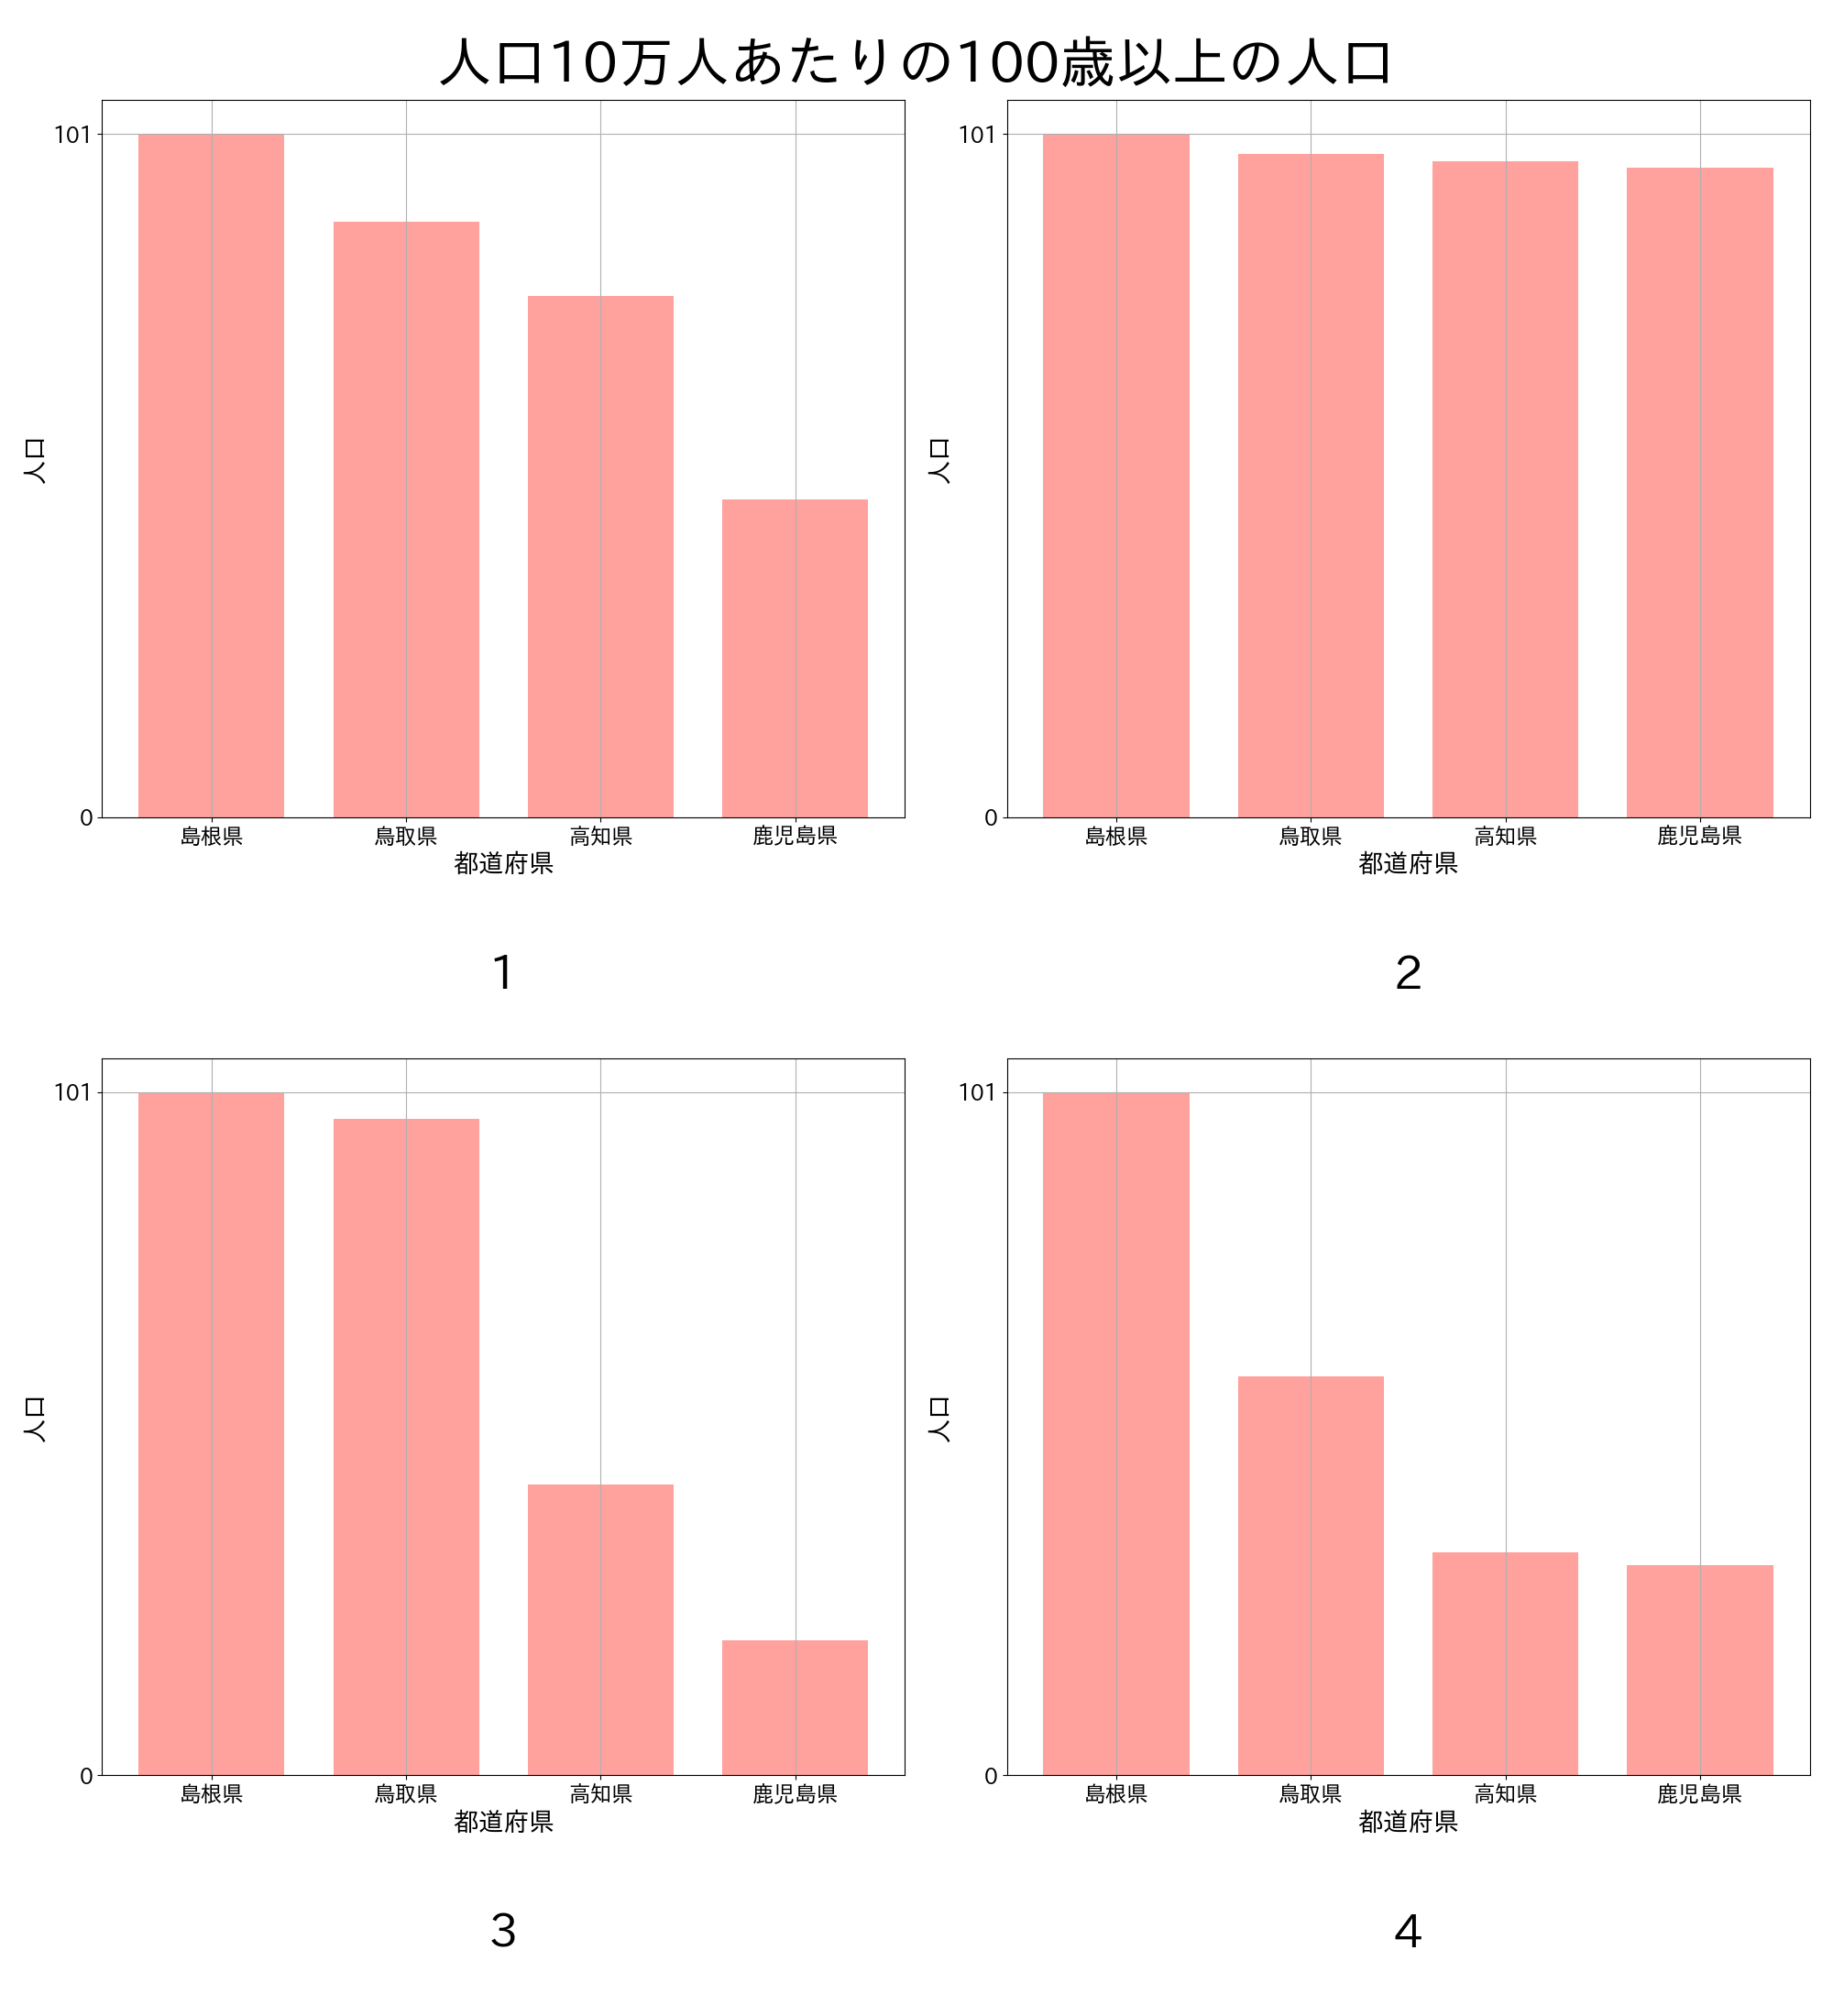 人口10万人あたりの100歳以上の人口
101
人口
0
島根県 鳥取県 高知県 鹿児島県
都道府県
1
101
人口
0
島根県 鳥取県 高知県 鹿児島県
都道府県
2
101
人口
0
島根県 鳥取県 高知県 鹿児島県
都道府県
3
101
人口
0
島根県 鳥取県 高知県 鹿児島県
都道府県
4